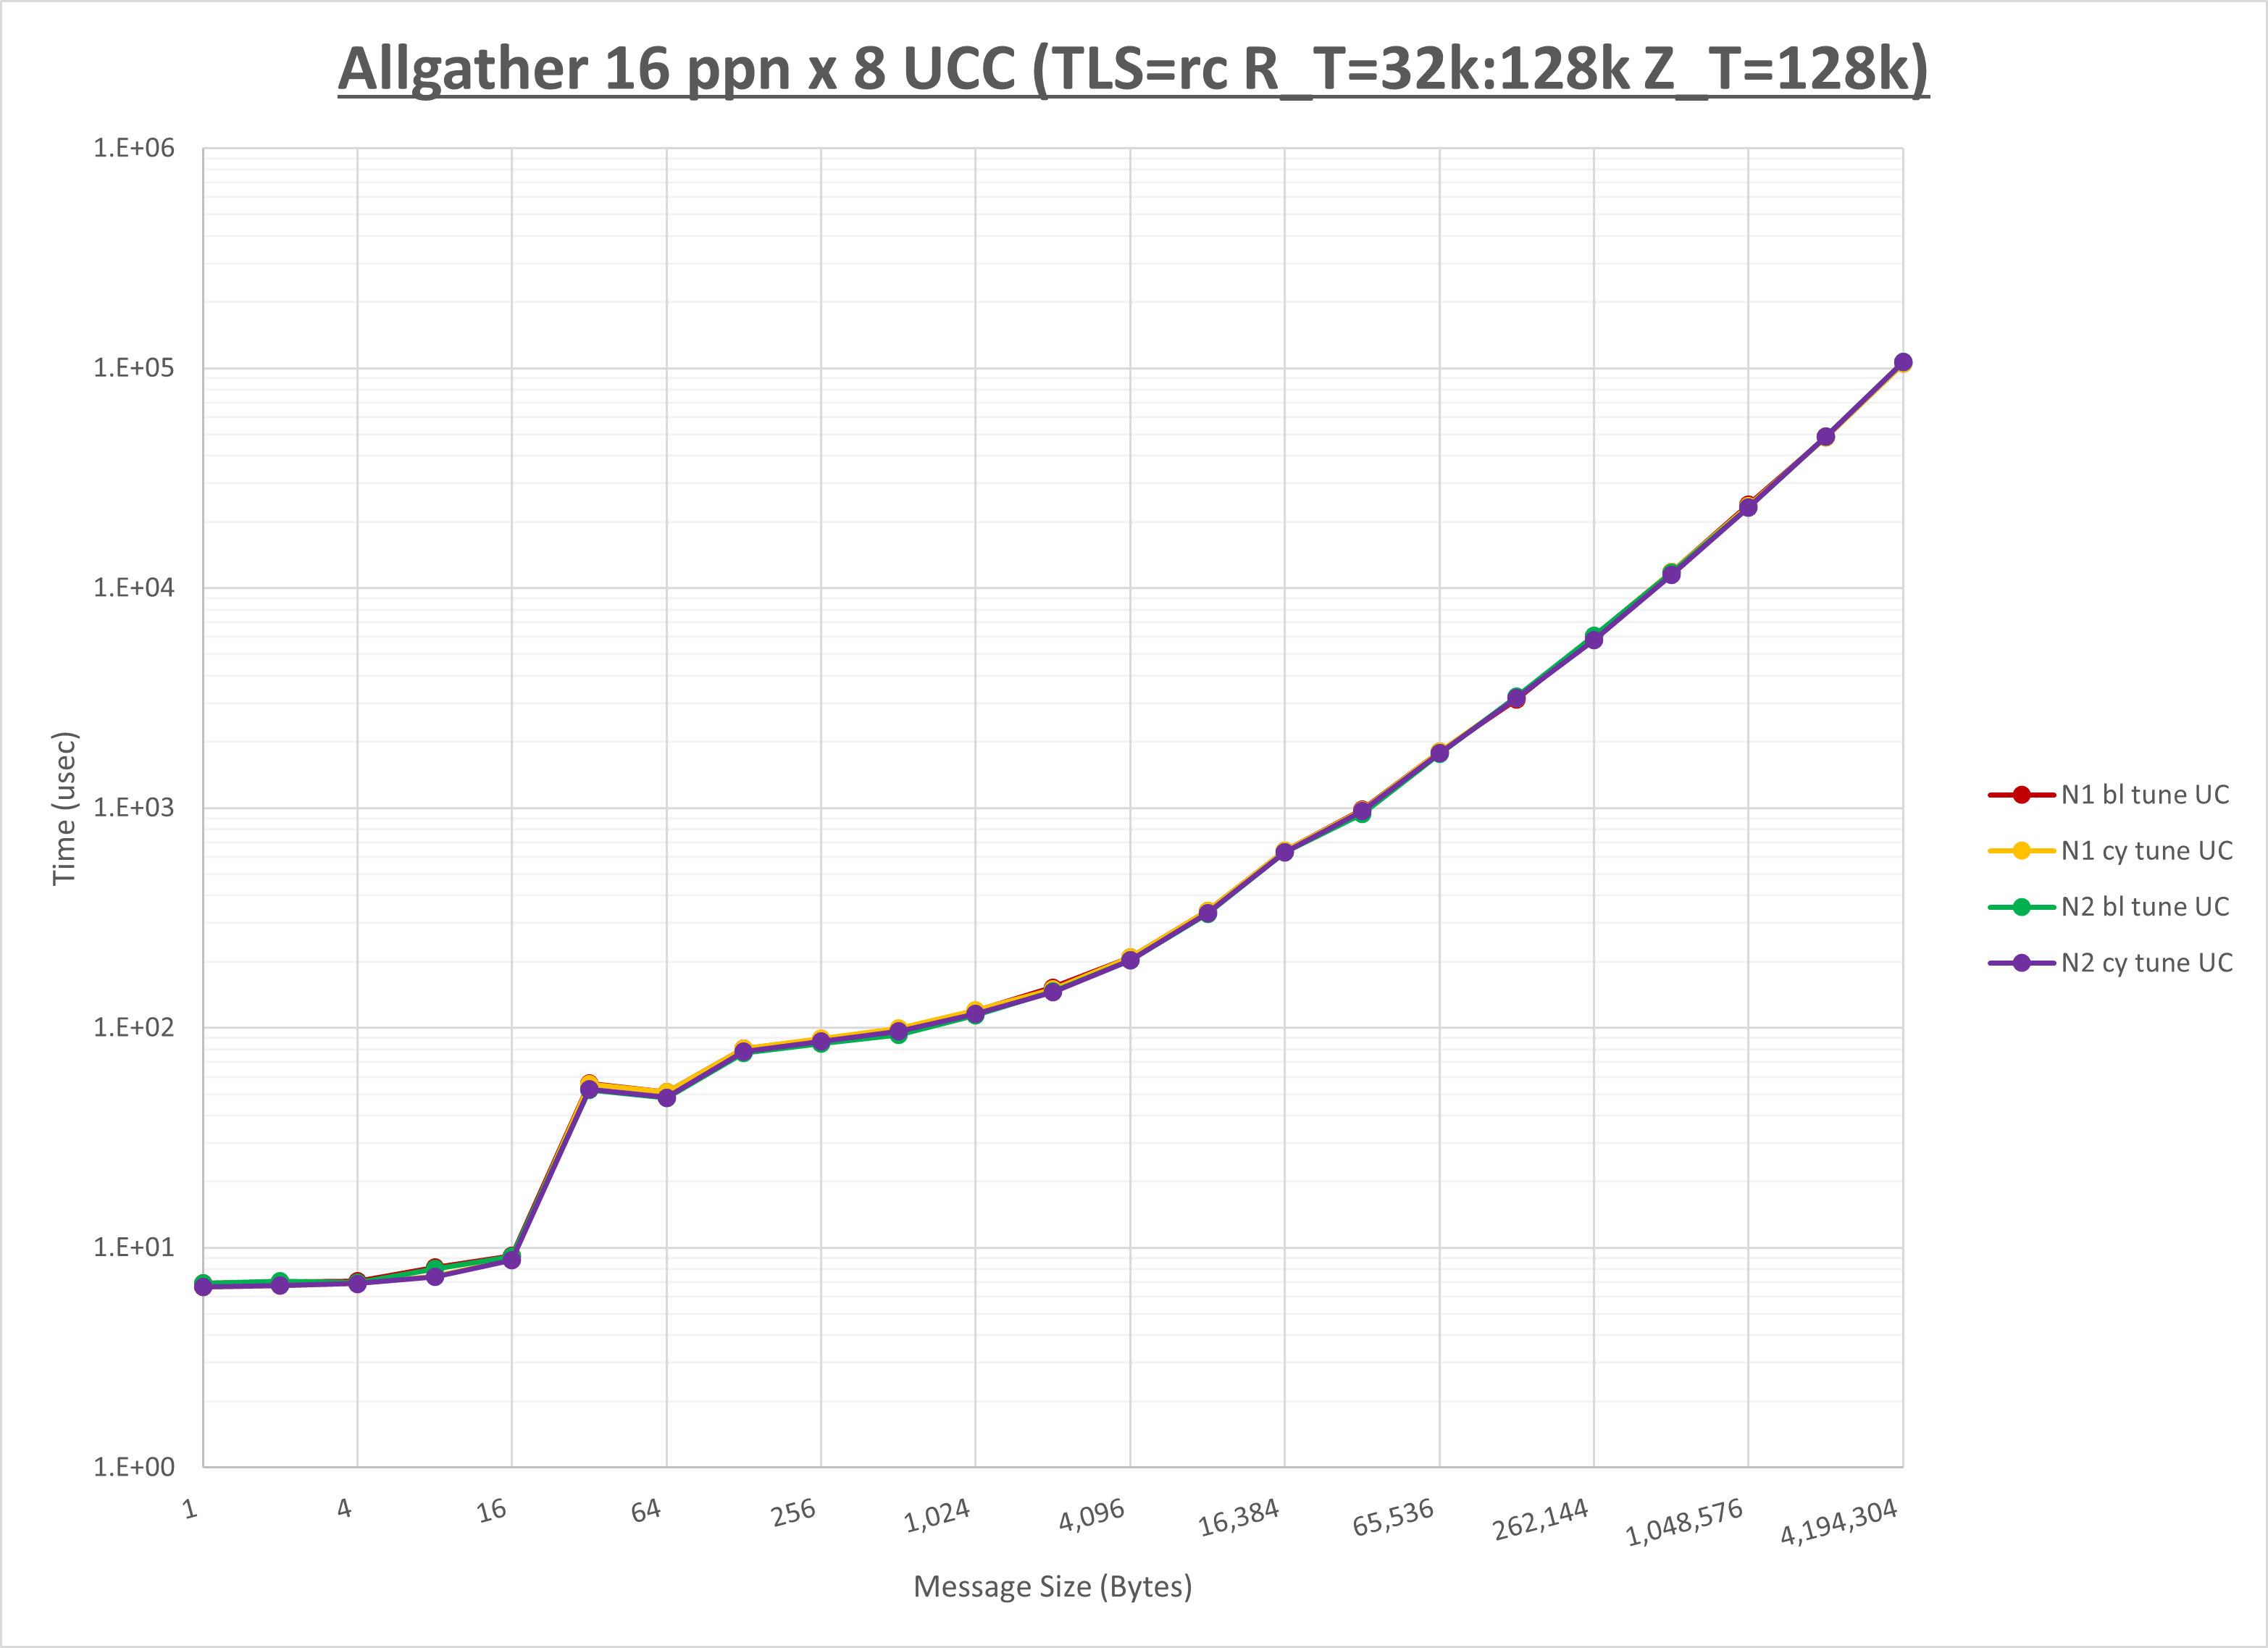 Allgather 16 ppn x 8 UCC (TLS=rc R_T=32k:128k Z_T=128k)
1.E+06
1.E+05
1.E+04
1.E+03
1.E+02
1.E+01
1.E+00
Time (usec)
1
4
16
64
256
1,024
4,096
16,384
65,536
262,144
1,048,576
4,194,304
Message Size (Bytes)
N1 bl tune UC
N1 cy tune UC
N2 bl tune UC
N2 cy tune UC